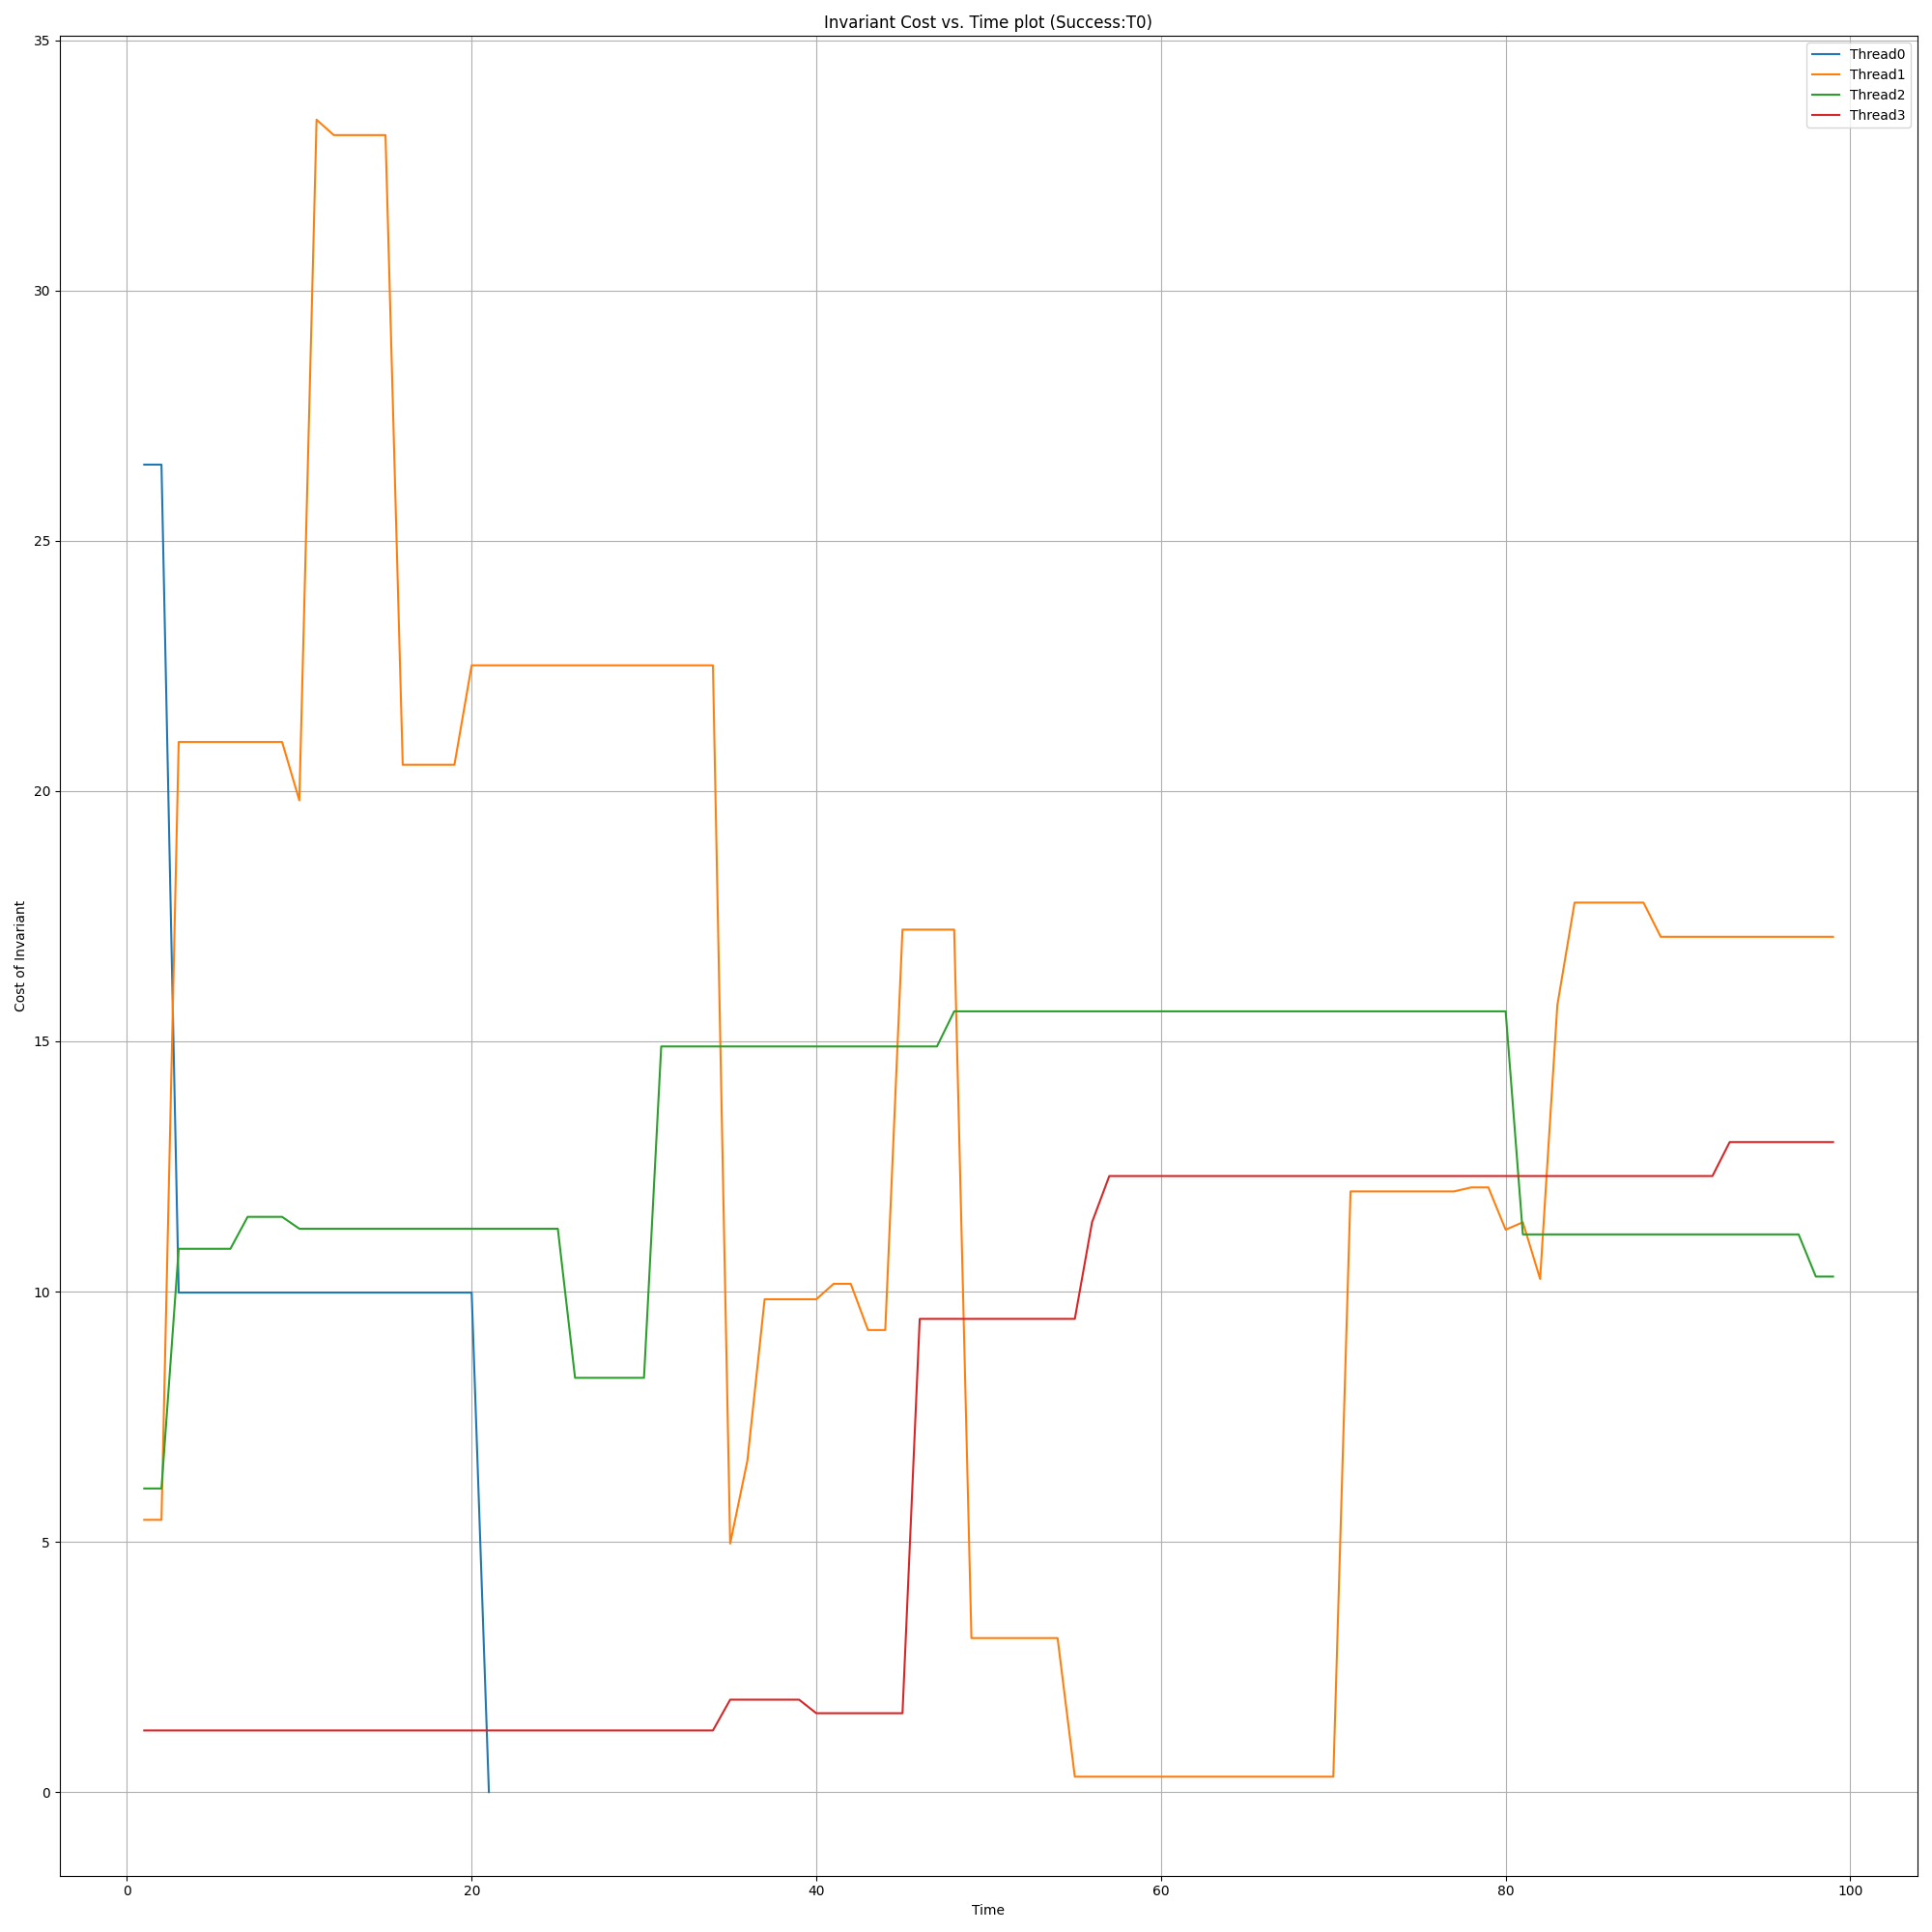 Invariant Cost vs. Time plot (Success:T0)
Thread0
Thread1
Thread2
Thread3
Cost of Invariant
35
30
25
20
15
10
5
0
0 20 40 60 80 100
Time